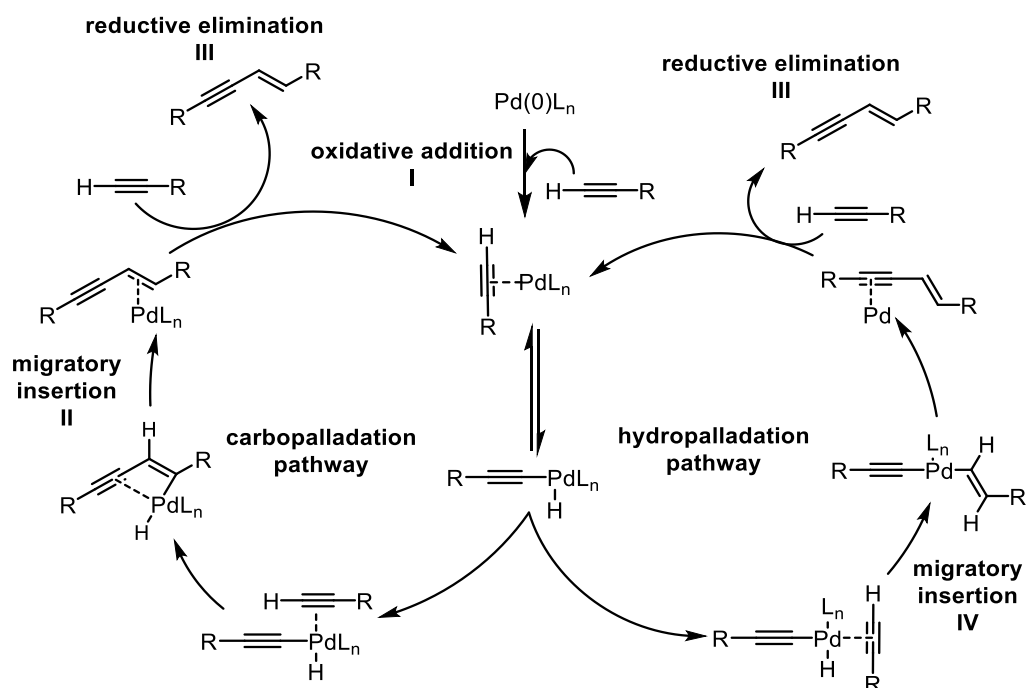 reductive elimination
III
R
R
H
R
Pd(0)Lₙ
oxidative addition
I
H
R
reductive elimination
III
R
R
H
R
H
PdLₙ
R
R
R
PdLₙ
R
R
Pd
migratory
insertion
II
carbopalladation
pathway
hydropalladation
pathway
H
R
R
PdLₙ
H
R
PdLₙ
H
Lₙ
H
R
Pd
R
H
migratory
insertion
IV
H
R
R
PdLₙ
H
Lₙ
H
R
Pd
H
R